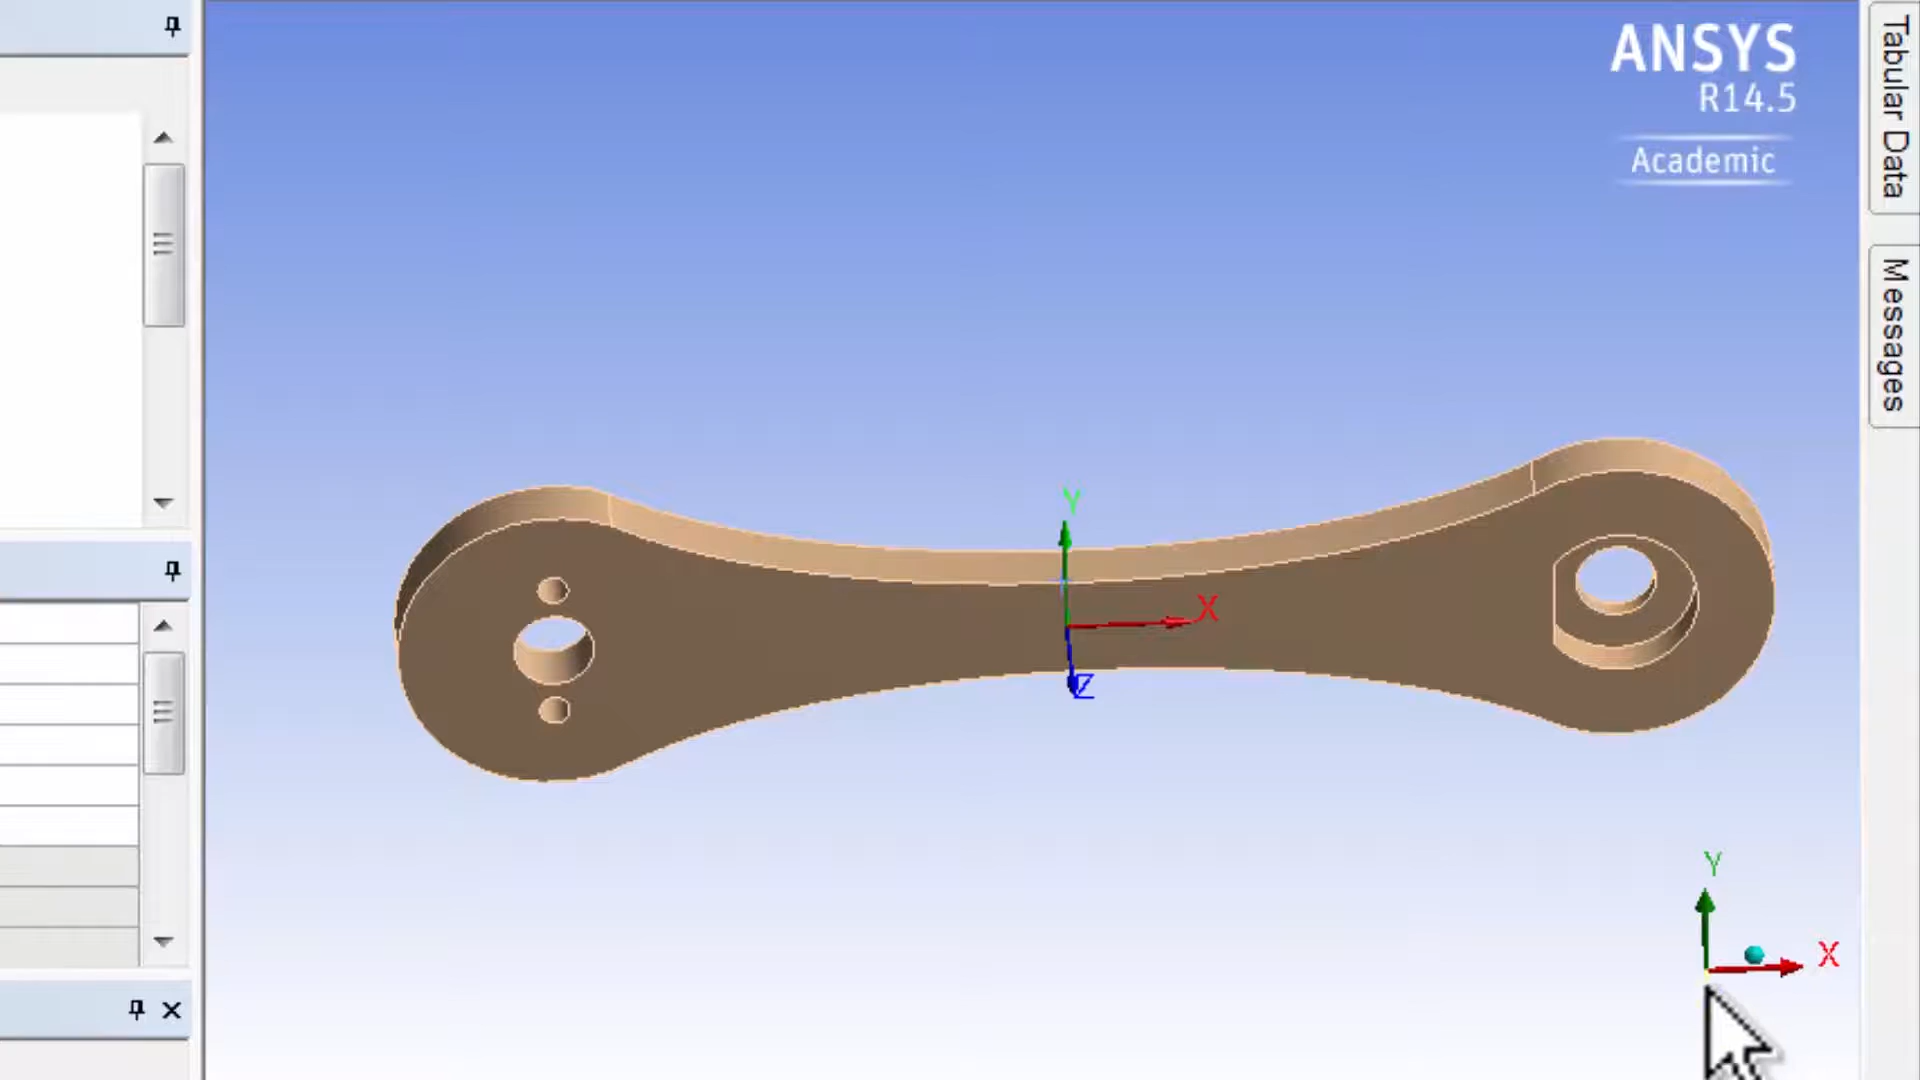 ANSYS
R14.5
Academic
Tabular Data
Messages
Y
X
Z
Y
X